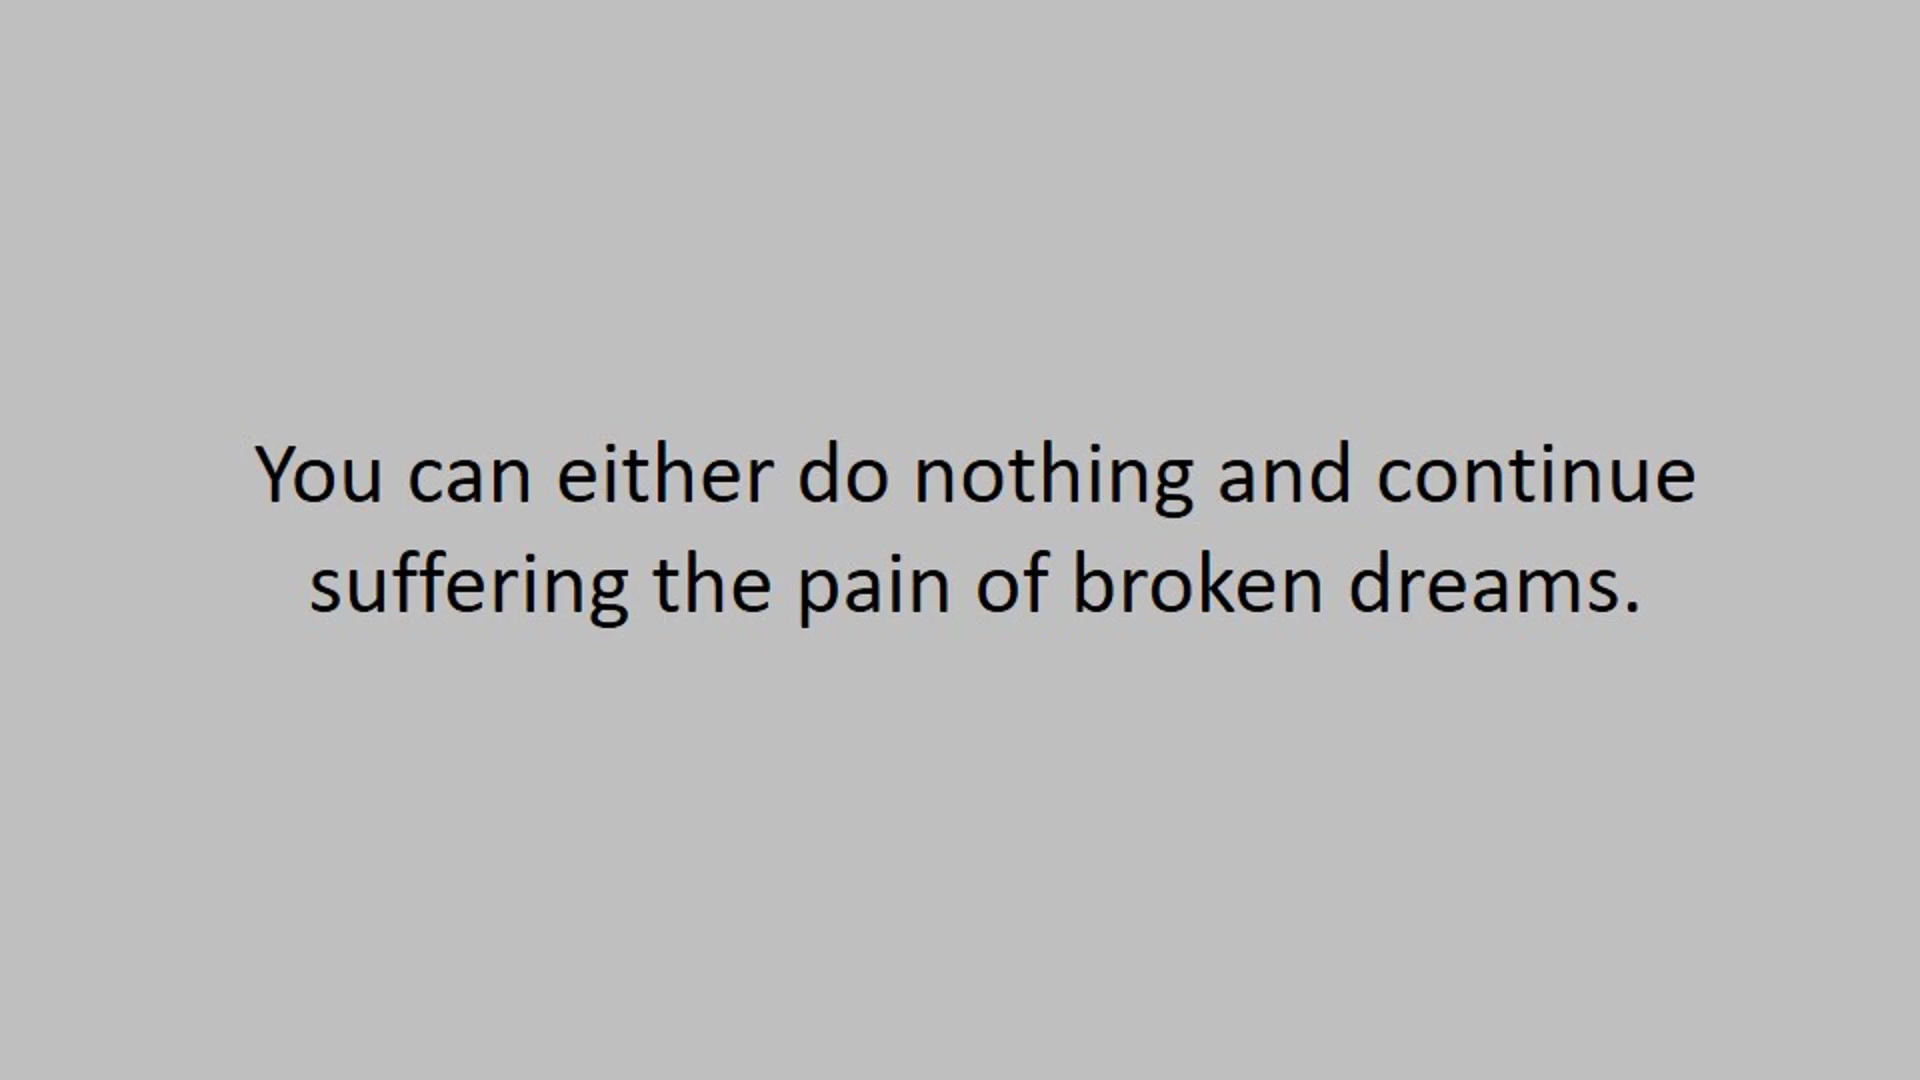 You can either do nothing and continue
suffering the pain of broken dreams.